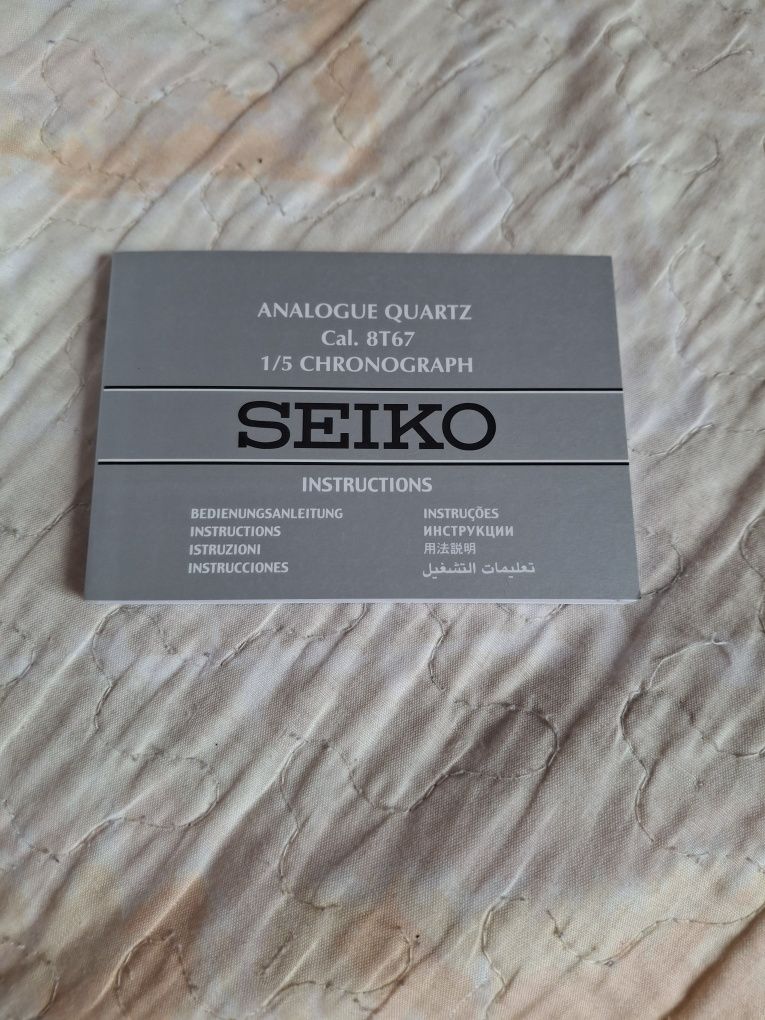 ANALOGUE QUARTZ
Cal. 8T67
1/5 CHRONOGRAPH
SEIKO
INSTRUCTIONS
BEDIENUNGSANLEITUNG
INSTRUCTIONS
ISTRUZIONI
INSTRUCCIONES
INSTRUÇÕES
ИНСТРУКЦИИ
用法説明
تعليمات التشغيل